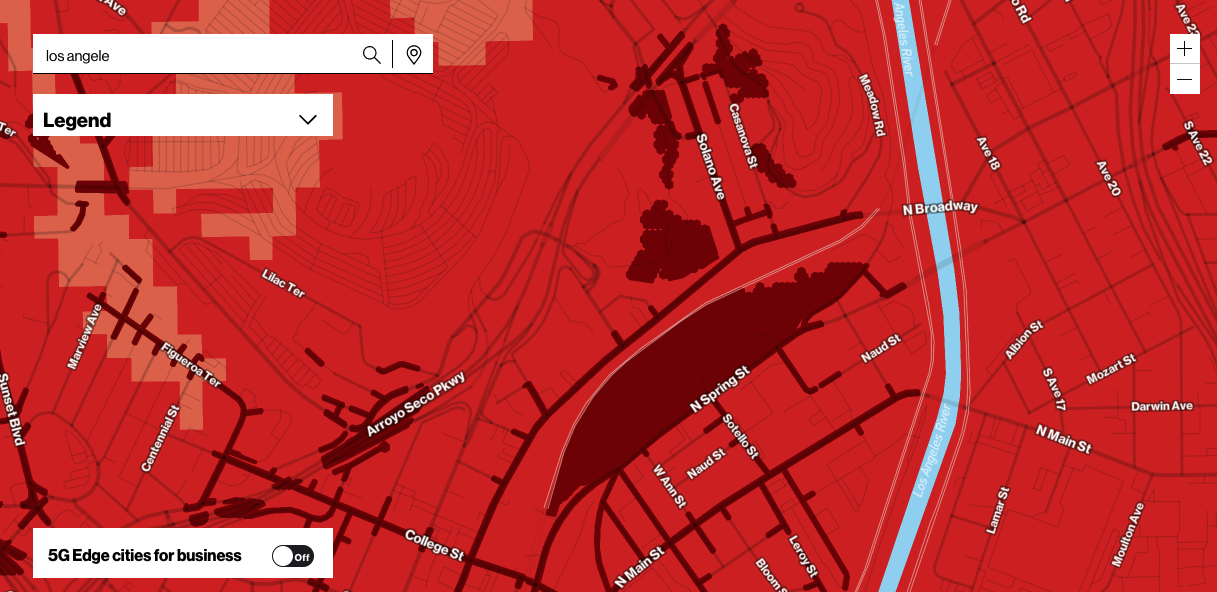 Ave
los angele
Legend
Ter
Lilac Ter
Marview Ave
Figueroa Ter
Sunset Blvd
Centennial St
Arroyo Seco Pkwy
College St
Solano Ave
Casanova St
Meadow Rd
Angeles River
Rd
N Broadway
Ave 18
Ave 20
S Ave 22
Naud St
N Spring St
Sotello St
Naud St
W Ann St
N Main St
Leroy St
Albion St
Mozart St
S Ave 17
Darwin Ave
N Main St
Los Angeles River
Lamar St
Moulton Ave
5G Edge cities for business
Off